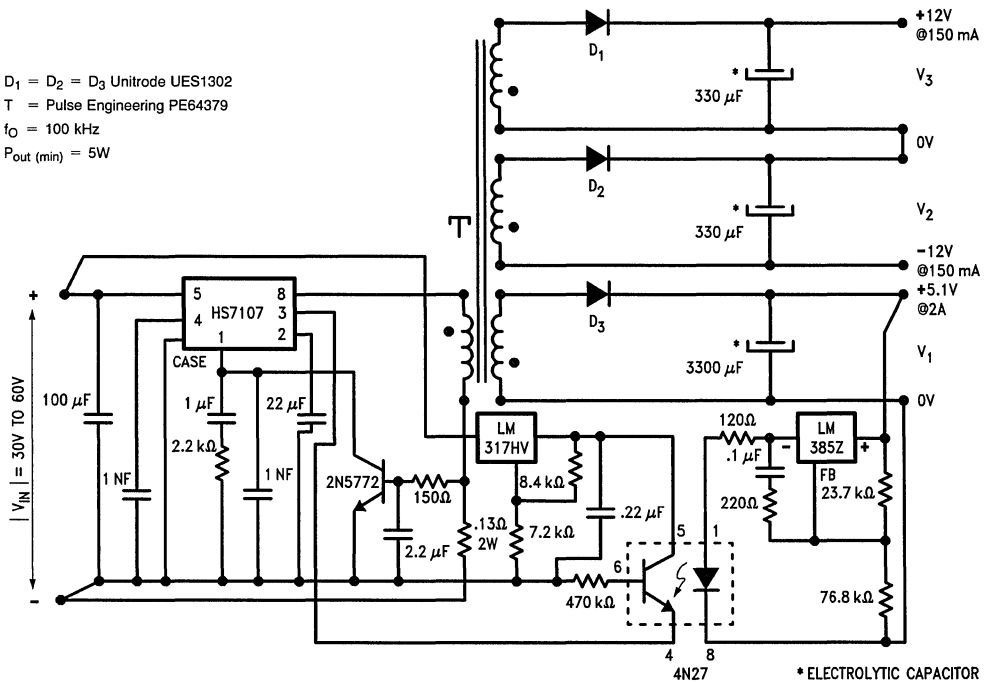 D1 = D2 = D3 Unitrode UES1302
T = Pulse Engineering PE64379
fO = 100 kHz
Pout (min) = 5W
+12V
@150 mA
D1
*
330 μF
V3
0V
D2
T
*
330 μF
V2
-12V
@150 mA
+5.1V
@2A
D3
*
3300 μF
V1
0V
+
5
8
HS7107
4
3
1
2
CASE
100 μF
1 μF
22 μF
2.2 kΩ
1 NF
1 NF
|VIN| = 30V TO 60V
2N5772
150Ω
2.2 μF
.13Ω
2W
LM
317HV
8.4 kΩ
7.2 kΩ
.22 μF
120Ω
.1 μF
220Ω
LM
385Z
-
+
FB
23.7 kΩ
76.8 kΩ
5
1
6
470 kΩ
4
8
4N27
-
* ELECTROLYTIC CAPACITOR